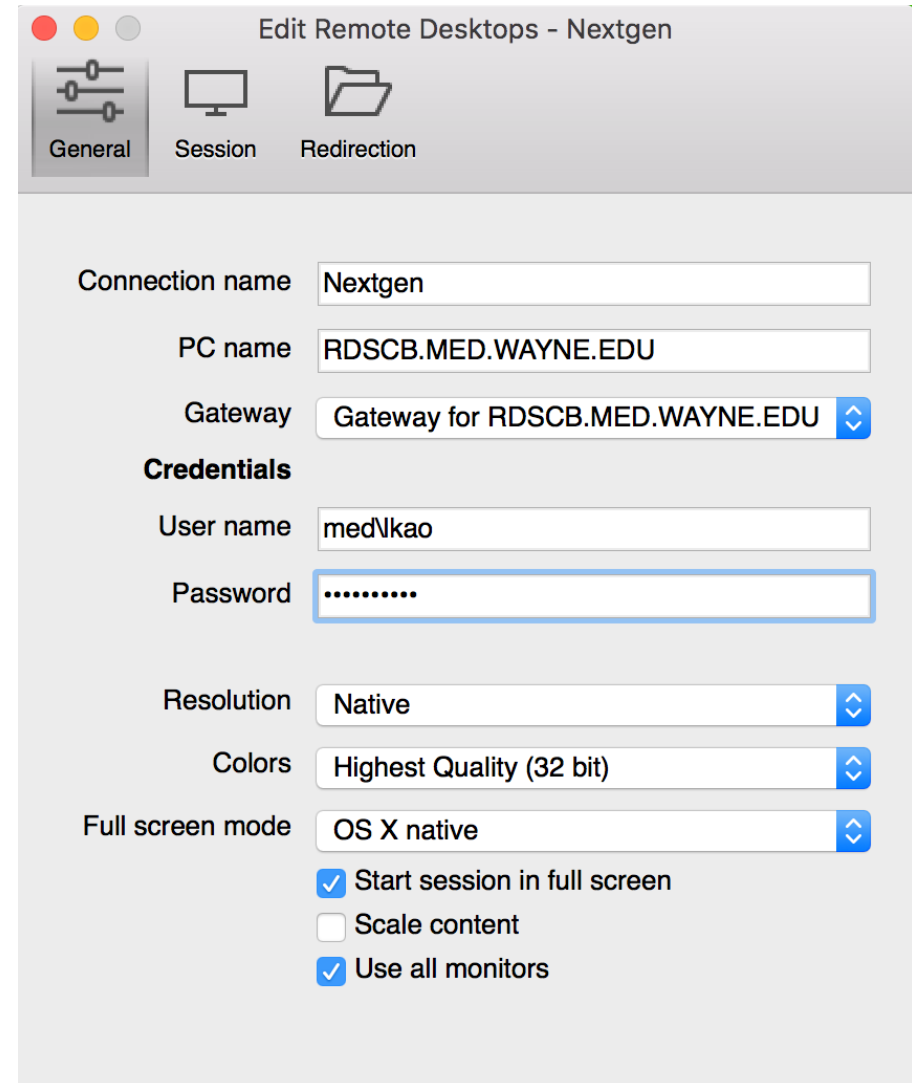 Edit Remote Desktops - Nextgen
General Session Redirection
Connection name Nextgen
PC name RDSCB.MED.WAYNE.EDU
Gateway Gateway for RDSCB.MED.WAYNE.EDU
Credentials
User name med\lkao
Password ••••••••••
Resolution Native
Colors Highest Quality (32 bit)
Full screen mode OS X native
Start session in full screen
Scale content
Use all monitors